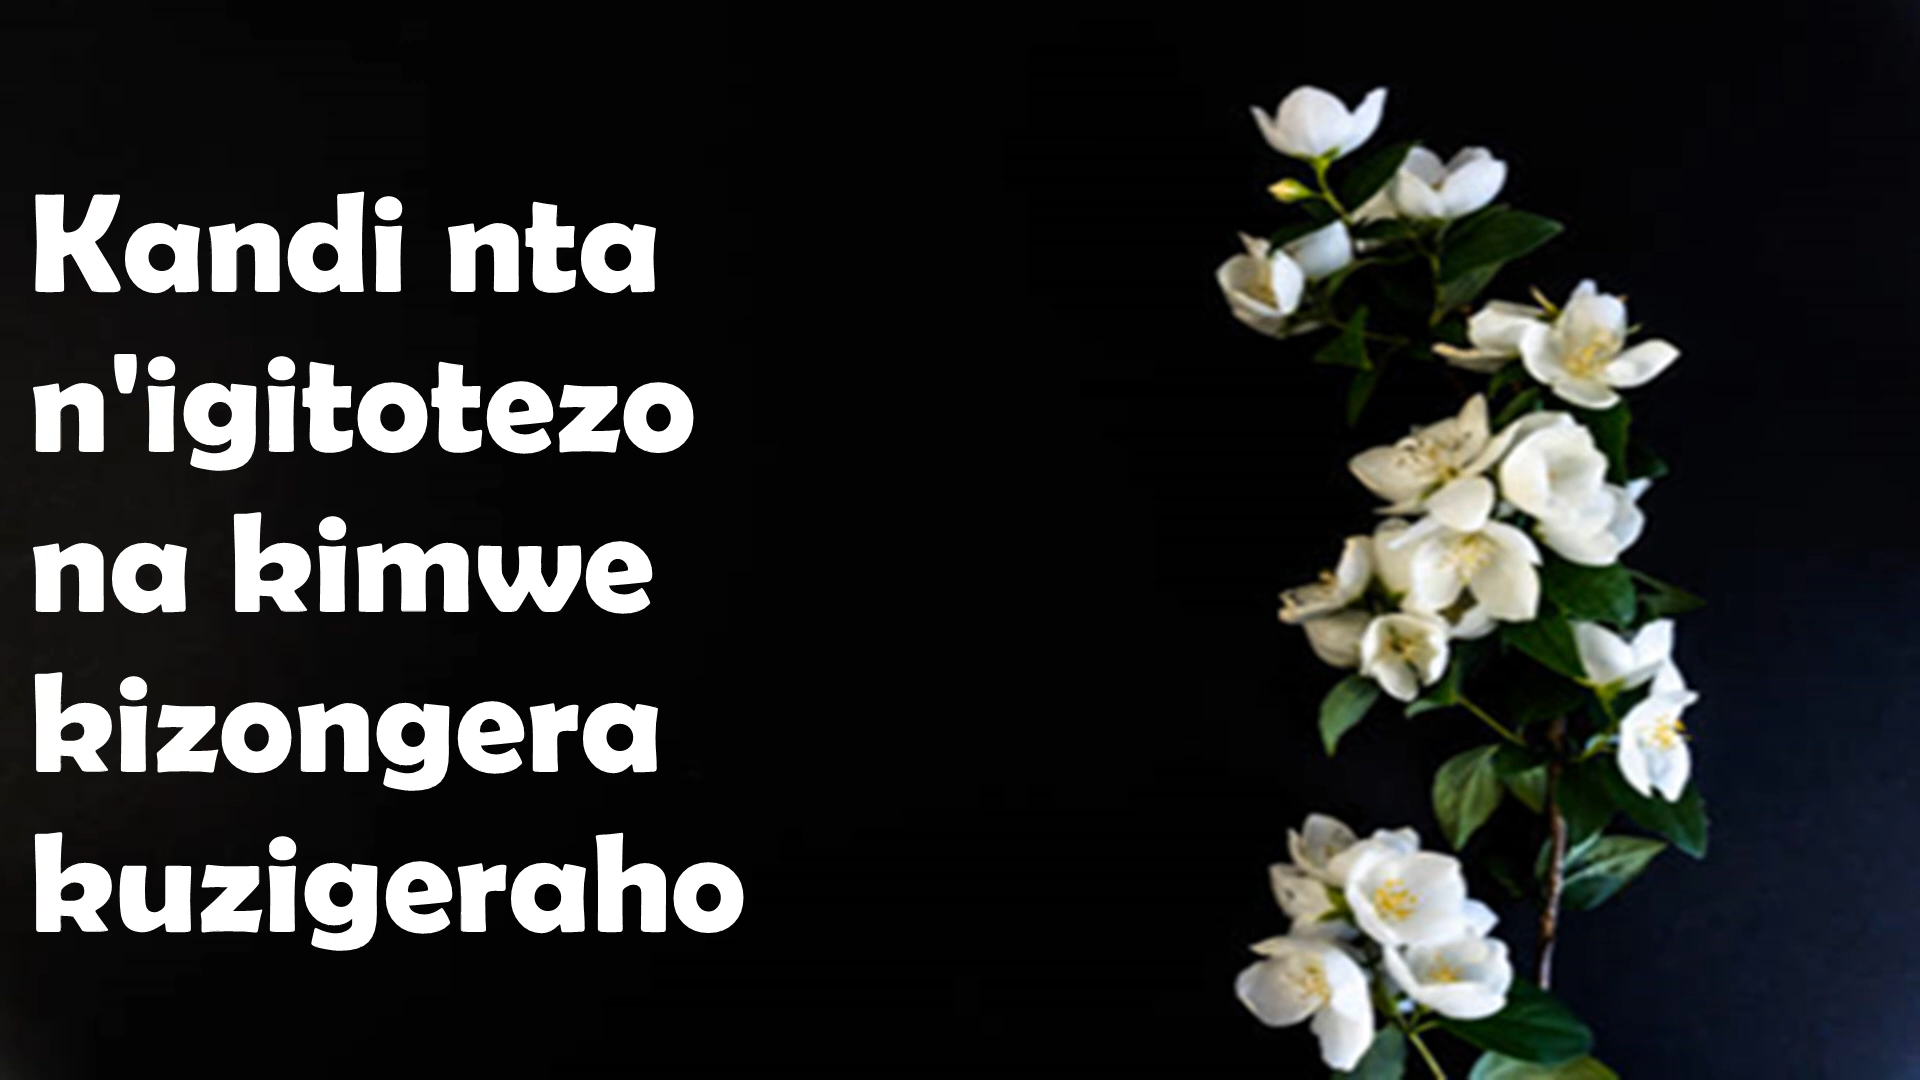 Kandi nta
n'igitotezo
na kimwe
kizongera
kuzigeraho